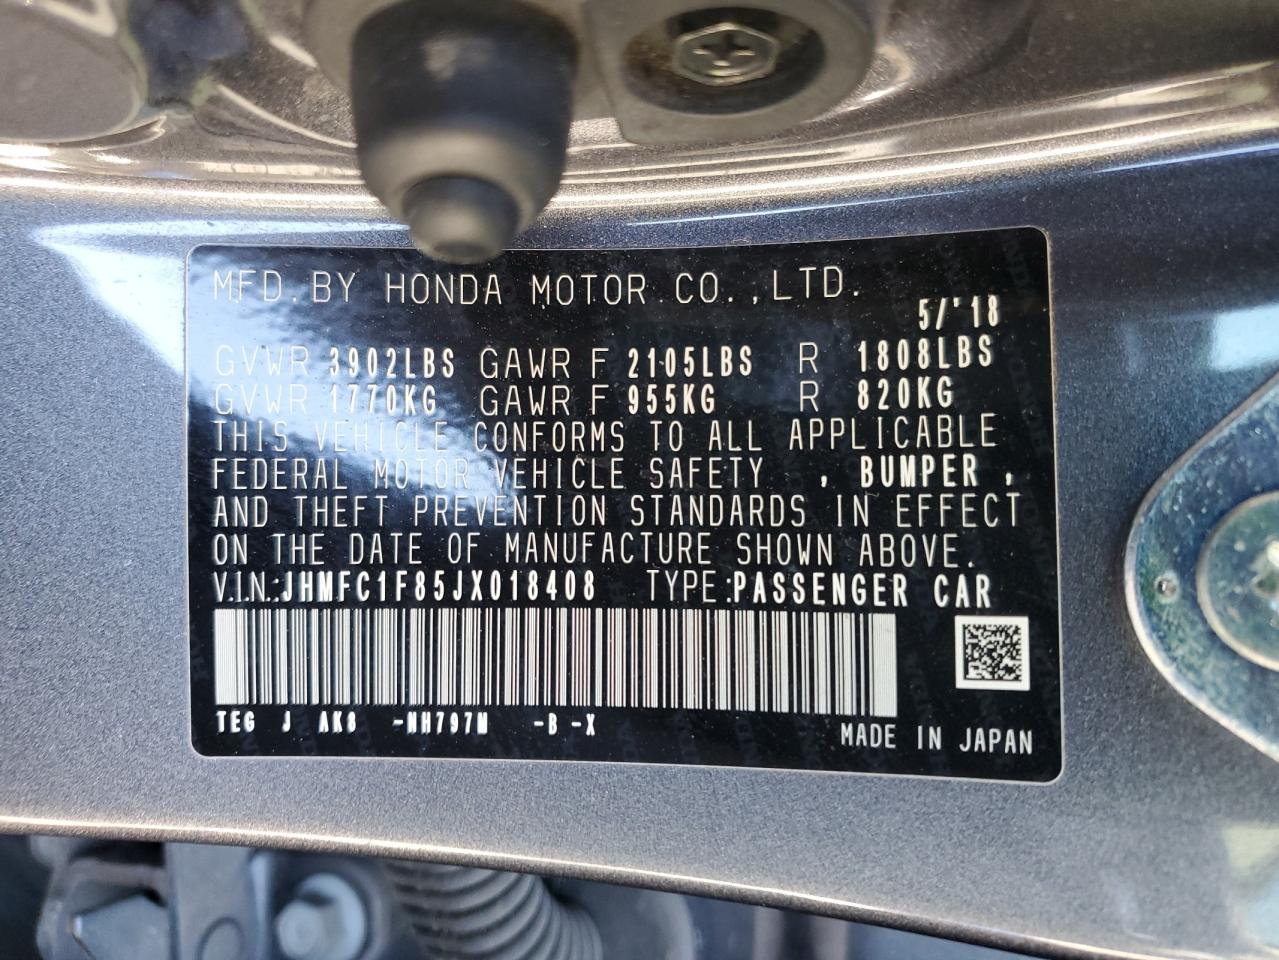 MFD. BY HONDA MOTOR CO.,LTD.
5/'18
GVWR 3902LBS GAWR F 2105LBS R 1808LBS
GVWR 1770KG GAWR F 955KG R 820KG
THIS VEHICLE CONFORMS TO ALL APPLICABLE
FEDERAL MOTOR VEHICLE SAFETY , BUMPER ,
AND THEFT PREVENTION STANDARDS IN EFFECT
ON THE DATE OF MANUFACTURE SHOWN ABOVE.
V.I.N.:JHMFC1F85JX018408 TYPE:PASSENGER CAR
TEG J AK8 -NH797M -B -X
MADE IN JAPAN